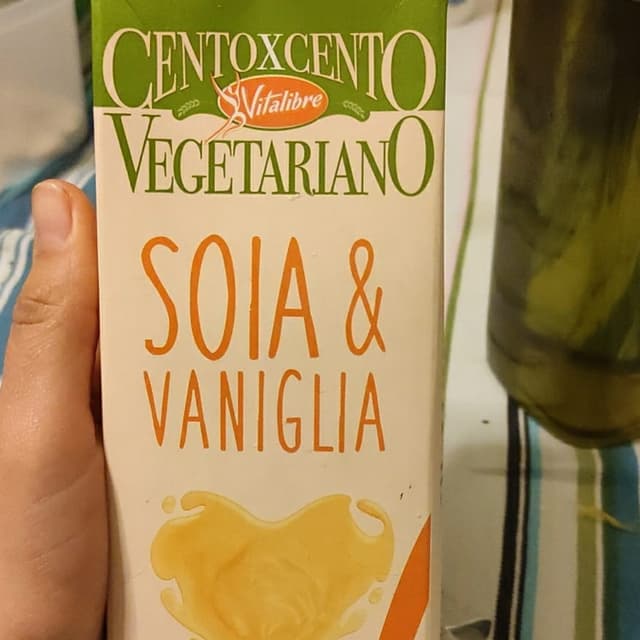 CENTOXCENTO
Vitalibre
VEGETARIANO
SOIA &
VANIGLIA